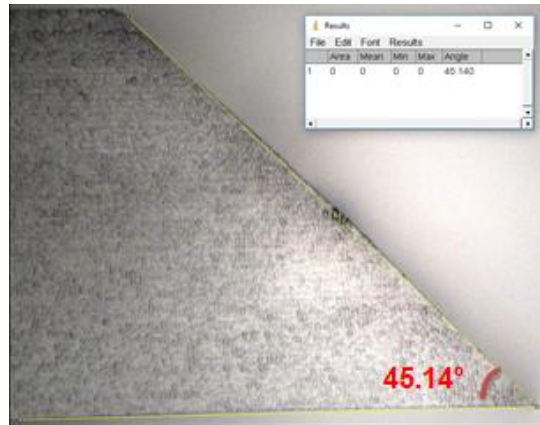 Results
File Edit Font Results
Area Mean Min Max Angle
1 0 0 0 0 45.140
45.14°